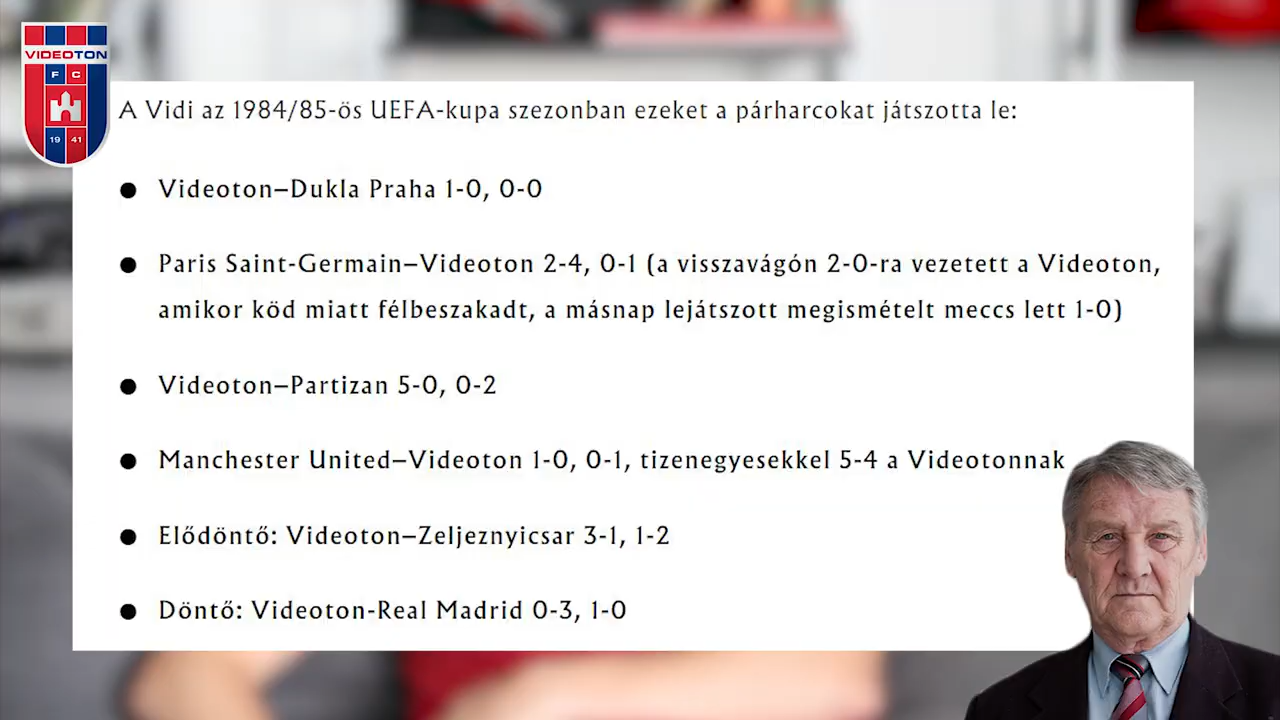 VIDEOTON
F C
19 41
A Vidi az 1984/85-ös UEFA-kupa szezonban ezeket a párharcokat játszotta le:
● Videoton–Dukla Praha 1-0, 0-0
● Paris Saint-Germain–Videoton 2-4, 0-1 (a visszavágón 2-0-ra vezetett a Videoton,
amikor köd miatt félbeszakadt, a másnap lejátszott megismételt meccs lett 1-0)
● Videoton–Partizan 5-0, 0-2
● Manchester United–Videoton 1-0, 0-1, tizenegyesekkel 5-4 a Videotonnak
● Elődöntő: Videoton–Zeljeznyicsar 3-1, 1-2
● Döntő: Videoton-Real Madrid 0-3, 1-0